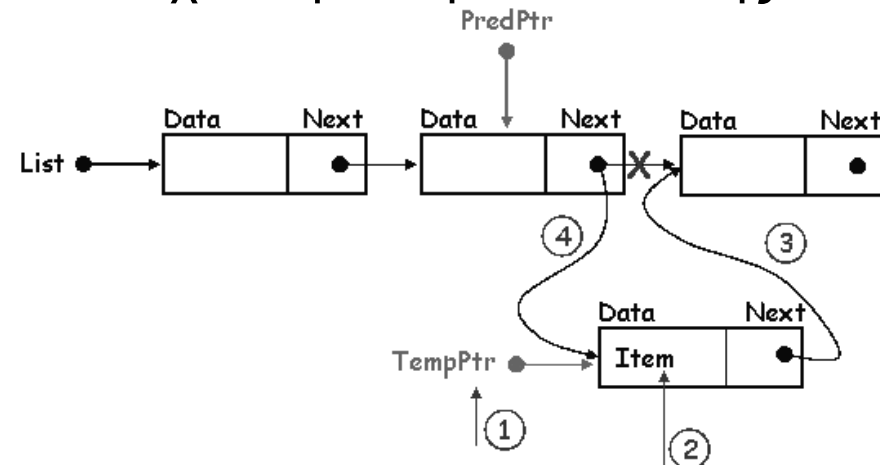 PredPtr
Data Next Data Next Data Next
List
4
3
Data Next
TempPtr
Item
1
2